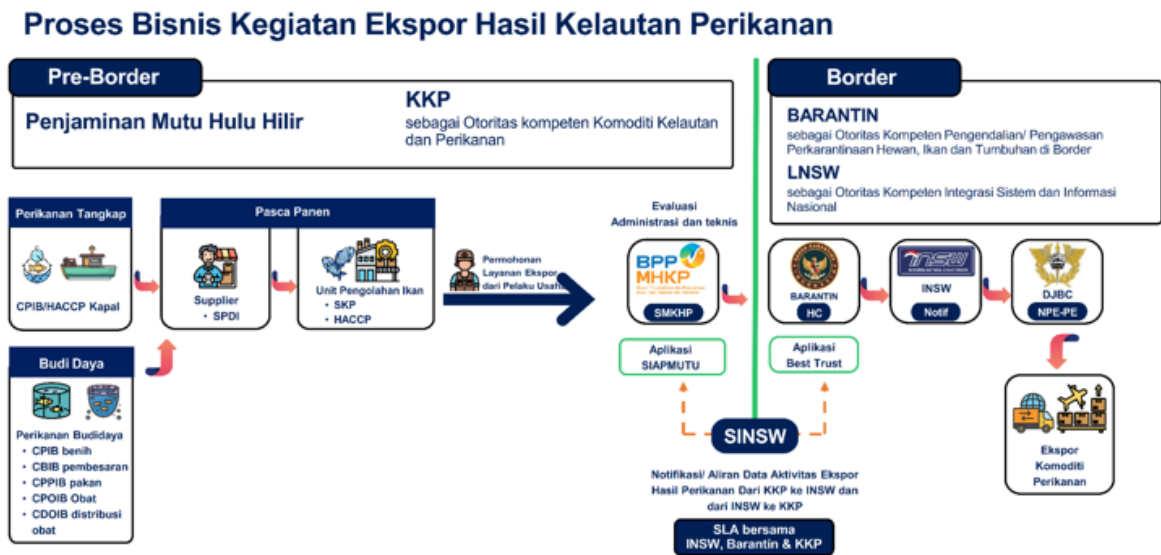 Proses Bisnis Kegiatan Ekspor Hasil Kelautan Perikanan
Pre-Border
Penjaminan Mutu Hulu Hilir
KKP
sebagai Otoritas kompeten Komoditi Kelautan
dan Perikanan
Border
BARANTIN
sebagai Otoritas Kompeten Pengendalian/ Pengawasan
Perkarantinaan Hewan, Ikan dan Tumbuhan di Border
LNSW
sebagai Otoritas Kompeten Integrasi Sistem dan Informasi
Nasional
Perikanan Tangkap
CPIB/HACCP Kapal
Pasca Panen
Supplier
• SPDI
Unit Pengolahan Ikan
• SKP
• HACCP
Permohonan
Layanan Ekspor
dari Pelaku Usaha
Evaluasi
Administrasi dan teknis
BPP
MHKP
SMKHP
BARANTIN
HC
INSW
INSW
Notif
DJBC
NPE-PE
Aplikasi
SIAPMUTU
Aplikasi
Best Trust
Budi Daya
Perikanan Budidaya
• CPIB benih
• CBIB pembesaran
• CPPIB pakan
• CPOIB Obat
• CDOIB distribusi
obat
SINSW
Notifikasi/ Aliran Data Aktivitas Ekspor
Hasil Perikanan Dari KKP ke INSW dan
dari INSW ke KKP
SLA bersama
INSW, Barantin & KKP
Ekspor
Komoditi
Perikanan